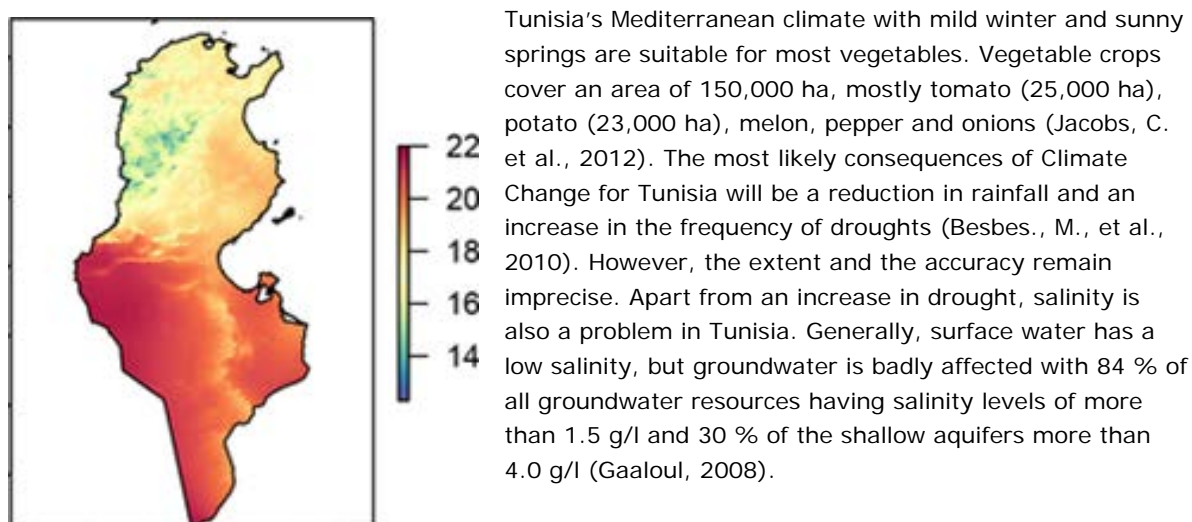 Tunisia’s Mediterranean climate with mild winter and sunny
springs are suitable for most vegetables. Vegetable crops
cover an area of 150,000 ha, mostly tomato (25,000 ha),
potato (23,000 ha), melon, pepper and onions (Jacobs, C.
et al., 2012). The most likely consequences of Climate
Change for Tunisia will be a reduction in rainfall and an
increase in the frequency of droughts (Besbes., M., et al.,
2010). However, the extent and the accuracy remain
imprecise. Apart from an increase in drought, salinity is
also a problem in Tunisia. Generally, surface water has a
low salinity, but groundwater is badly affected with 84 % of
all groundwater resources having salinity levels of more
than 1.5 g/l and 30 % of the shallow aquifers more than
4.0 g/l (Gaaloul, 2008).
22
20
18
16
14